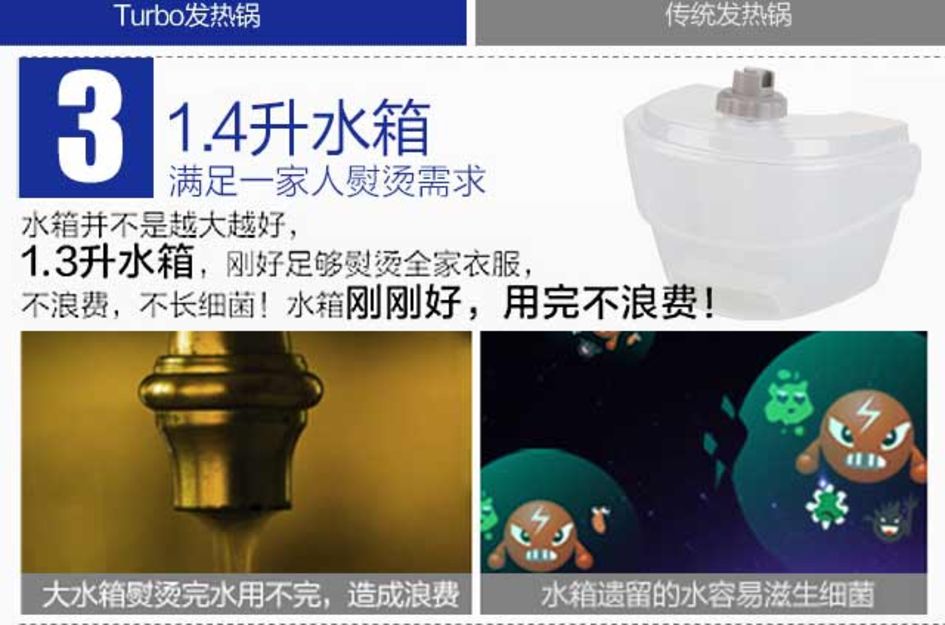 Turbo发热锅
传统发热锅
3
1.4升水箱
满足一家人熨烫需求
水箱并不是越大越好，
1.3升水箱，刚好足够熨烫全家衣服，
不浪费，不长细菌！水箱刚刚好，用完不浪费！
大水箱熨烫完水用不完，造成浪费
水箱遗留的水容易滋生细菌